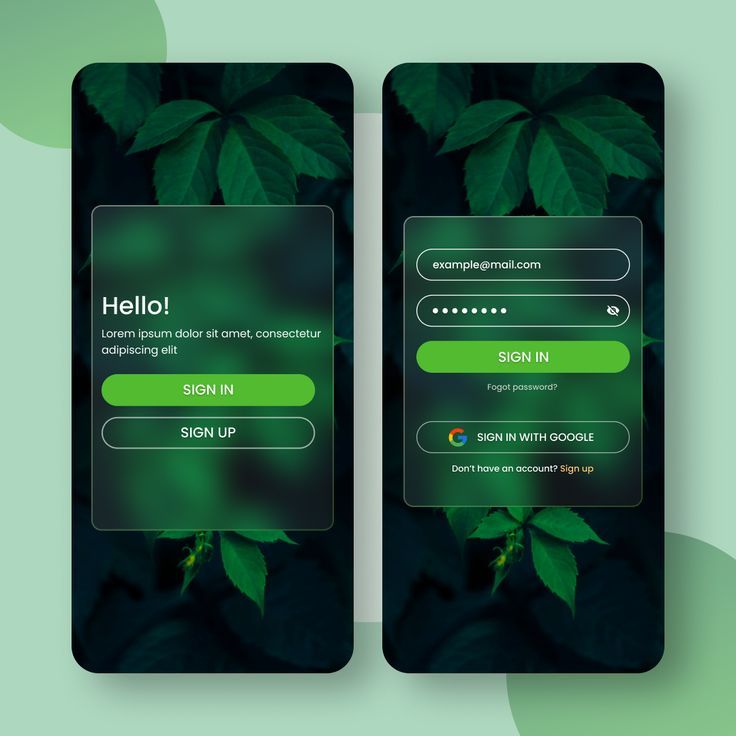 Hello!
Lorem ipsum dolor sit amet, consectetur
adipiscing elit
SIGN IN
SIGN UP
example@mail.com
SIGN IN
Fogot password?
SIGN IN WITH GOOGLE
Don't have an account? Sign up